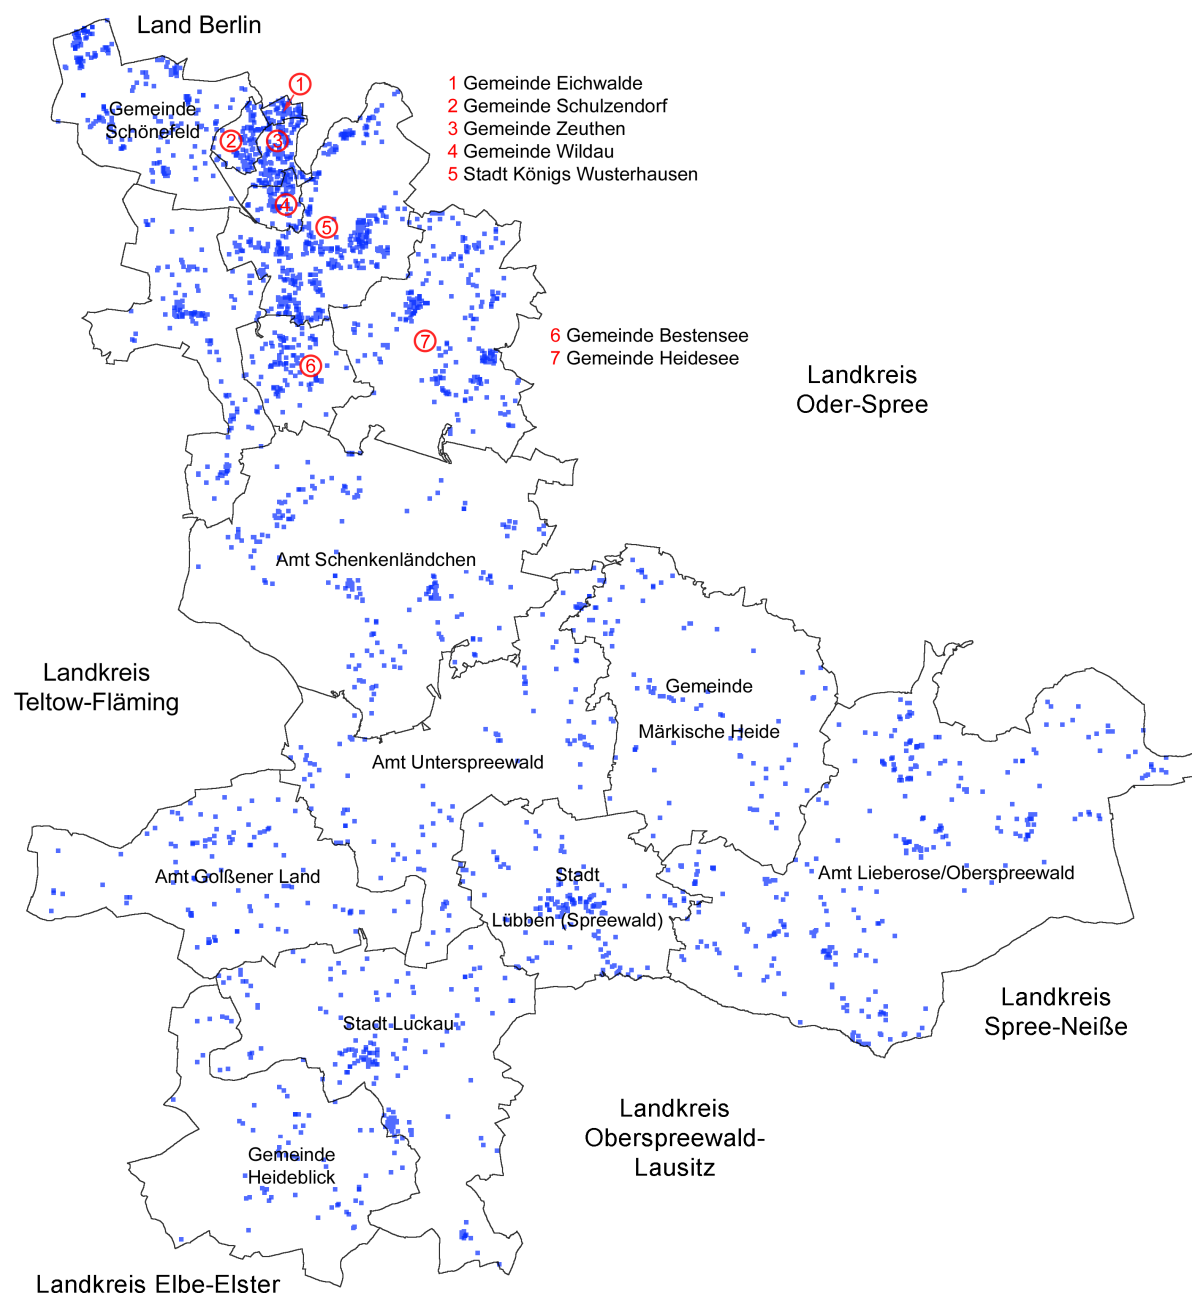 Land Berlin
1
1 Gemeinde Eichwalde
2 Gemeinde Schulzendorf
3 Gemeinde Zeuthen
4 Gemeinde Wildau
5 Stadt Königs Wusterhausen
Gemeinde
Schönefeld
2
3
4
5
6 Gemeinde Bestensee
7 Gemeinde Heidesee
7
6
Landkreis
Oder-Spree
Amt Schenkenländchen
Landkreis
Teltow-Fläming
Gemeinde
Märkische Heide
Amt Unterspreewald
Amt Golßener Land
Stadt
Lübben (Spreewald)
Amt Lieberose/Oberspreewald
Landkreis
Spree-Neiße
Stadt Luckau
Landkreis
Oberspreewald-
Lausitz
Gemeinde
Heideblick
Landkreis Elbe-Elster